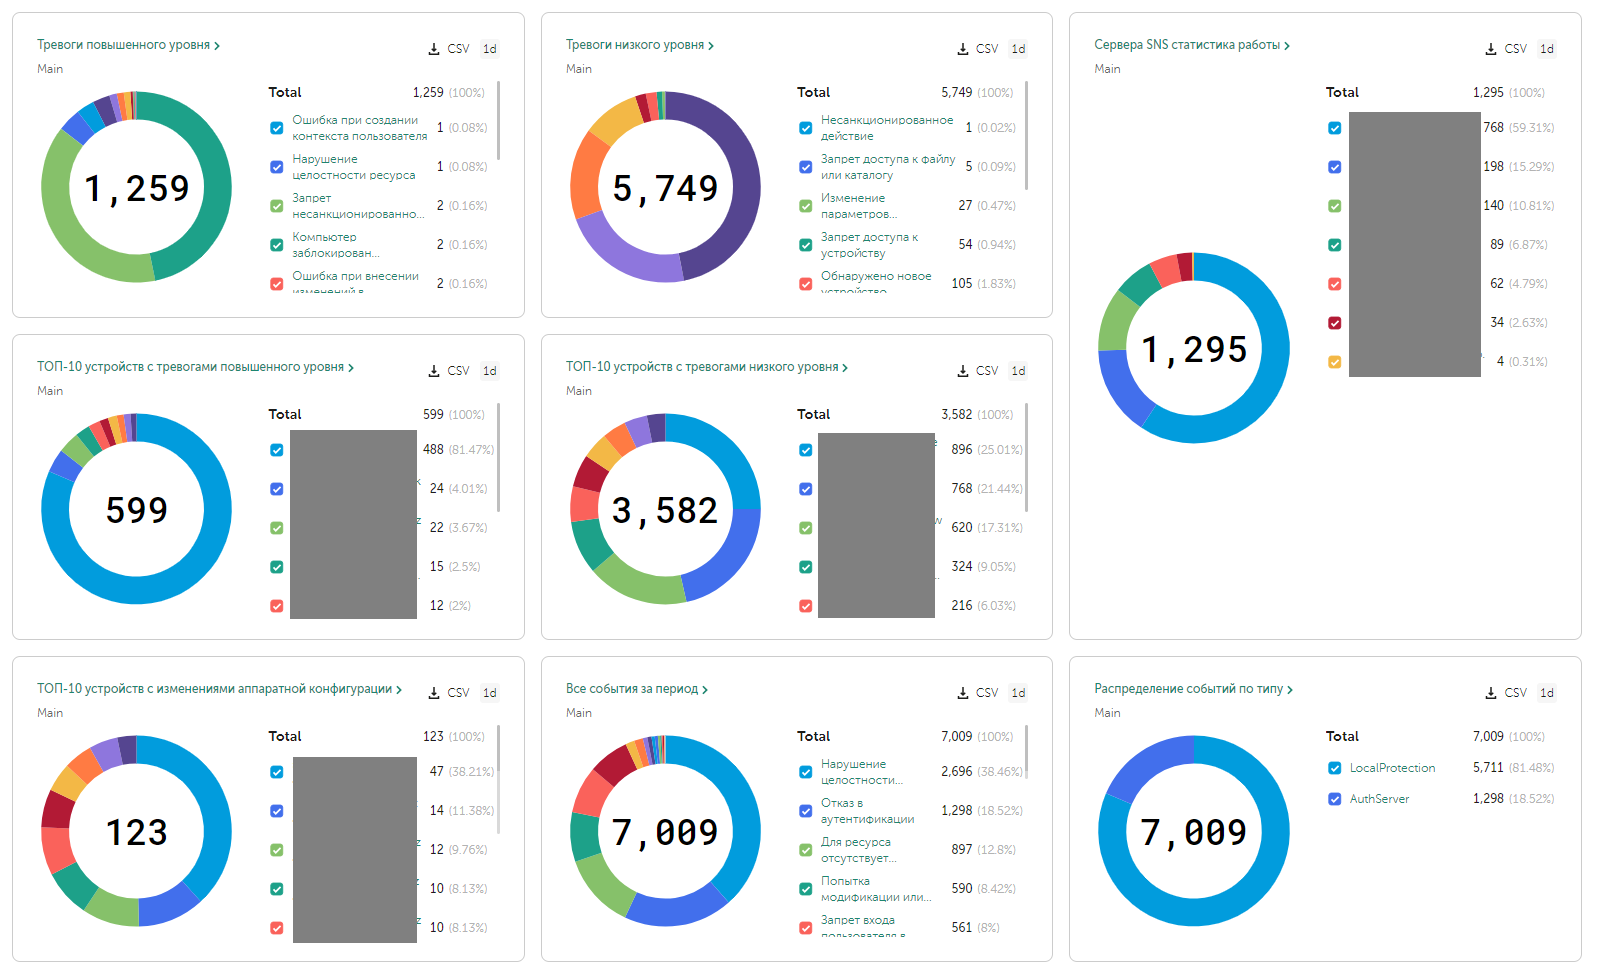 Тревоги повышенного уровня
CSV 1d
Main
1,259
Total 1,259 (100%)
Ошибка при создании
контекста пользователя 1 (0.08%)
Нарушение
целостности ресурса 1 (0.08%)
Запрет
несанкционированно... 2 (0.16%)
Компьютер
заблокирован... 2 (0.16%)
Ошибка при внесении
изменений в 2 (0.16%)
Тревоги низкого уровня
CSV 1d
Main
5,749
Total 5,749 (100%)
Несанкционированное
действие 1 (0.02%)
Запрет доступа к файлу
или каталогу 5 (0.09%)
Изменение
параметров... 27 (0.47%)
Запрет доступа к
устройству 54 (0.94%)
Обнаружено новое
устройство 105 (1.83%)
Сервера SNS статистика работы
CSV 1d
Main
1,295
Total 1,295 (100%)
768 (59.31%)
198 (15.29%)
140 (10.81%)
89 (6.87%)
62 (4.79%)
34 (2.63%)
4 (0.31%)
ТОП-10 устройств с тревогами повышенного уровня
CSV 1d
Main
599
Total 599 (100%)
488 (81.47%)
24 (4.01%)
22 (3.67%)
15 (2.5%)
12 (2%)
ТОП-10 устройств с тревогами низкого уровня
CSV 1d
Main
3,582
Total 3,582 (100%)
896 (25.01%)
768 (21.44%)
620 (17.31%)
324 (9.05%)
216 (6.03%)
ТОП-10 устройств с изменениями аппаратной конфигурации
CSV 1d
Main
123
Total 123 (100%)
47 (38.21%)
14 (11.38%)
12 (9.76%)
10 (8.13%)
10 (8.13%)
Все события за период
CSV 1d
Main
7,009
Total 7,009 (100%)
Нарушение
целостности... 2,696 (38.46%)
Отказ в
аутентификации 1,298 (18.52%)
Для ресурса
отсутствует... 897 (12.8%)
Попытка
модификации или... 590 (8.42%)
Запрет входа
пользователя в 561 (8%)
Распределение событий по типу
CSV 1d
Main
7,009
Total 7,009 (100%)
LocalProtection 5,711 (81.48%)
AuthServer 1,298 (18.52%)